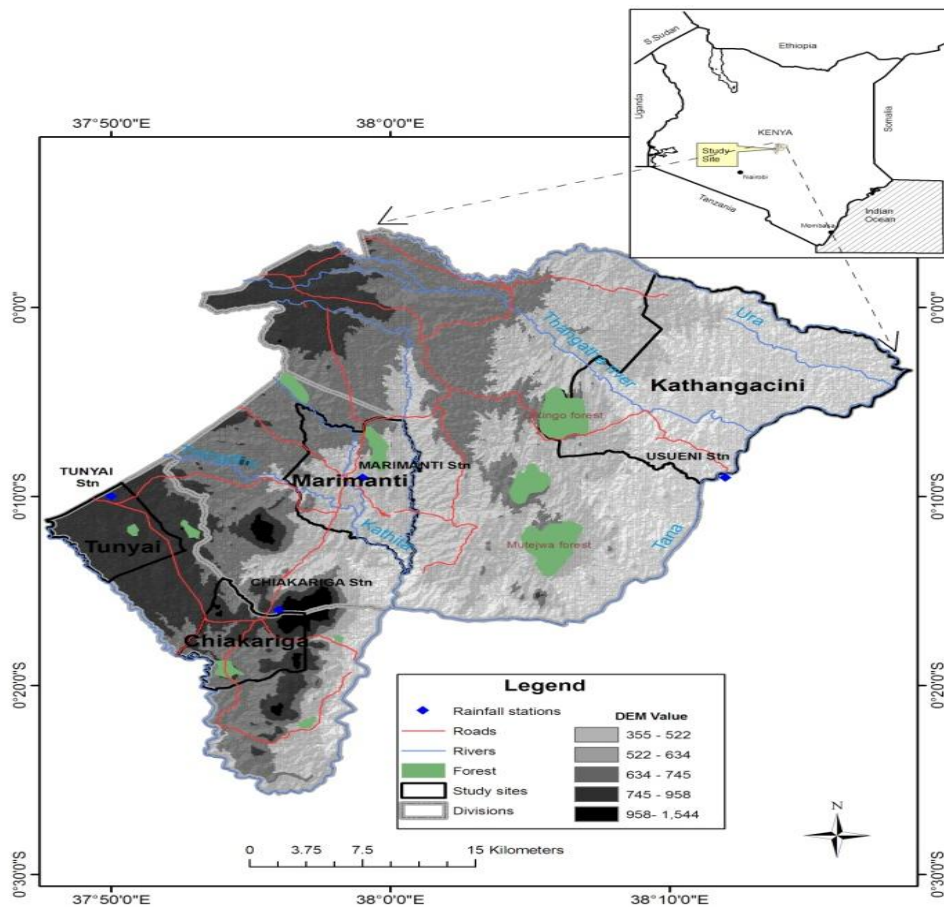 S.Sudan
Ethiopia
Uganda
Somalia
KENYA
Study
Site
Nairobi
Tanzania
Mombasa
Indian
Ocean
37°50'0"E
38°0'0"E
0°0'0"
0°0'0"
Ura
Thangatha river
Kathangacini
Kathita
USUENI Stn
MARIMANTI Stn
Marimanti
TUNYAI
Stn
0°10'0"S
0°10'0"S
Tunyai
Tana
Mutejwa forest
CHIAKARIGA Stn
Chiakariga
0°20'0"S
0°20'0"S
Legend
Rainfall stations
Roads
Rivers
Forest
Study sites
Divisions
DEM Value
355 - 522
522 - 634
634 - 745
745 - 958
958- 1,544
N
0 3.75 7.5 15 Kilometers
0°30'0"S
0°30'0"S
37°50'0"E
38°0'0"E
38°10'0"E